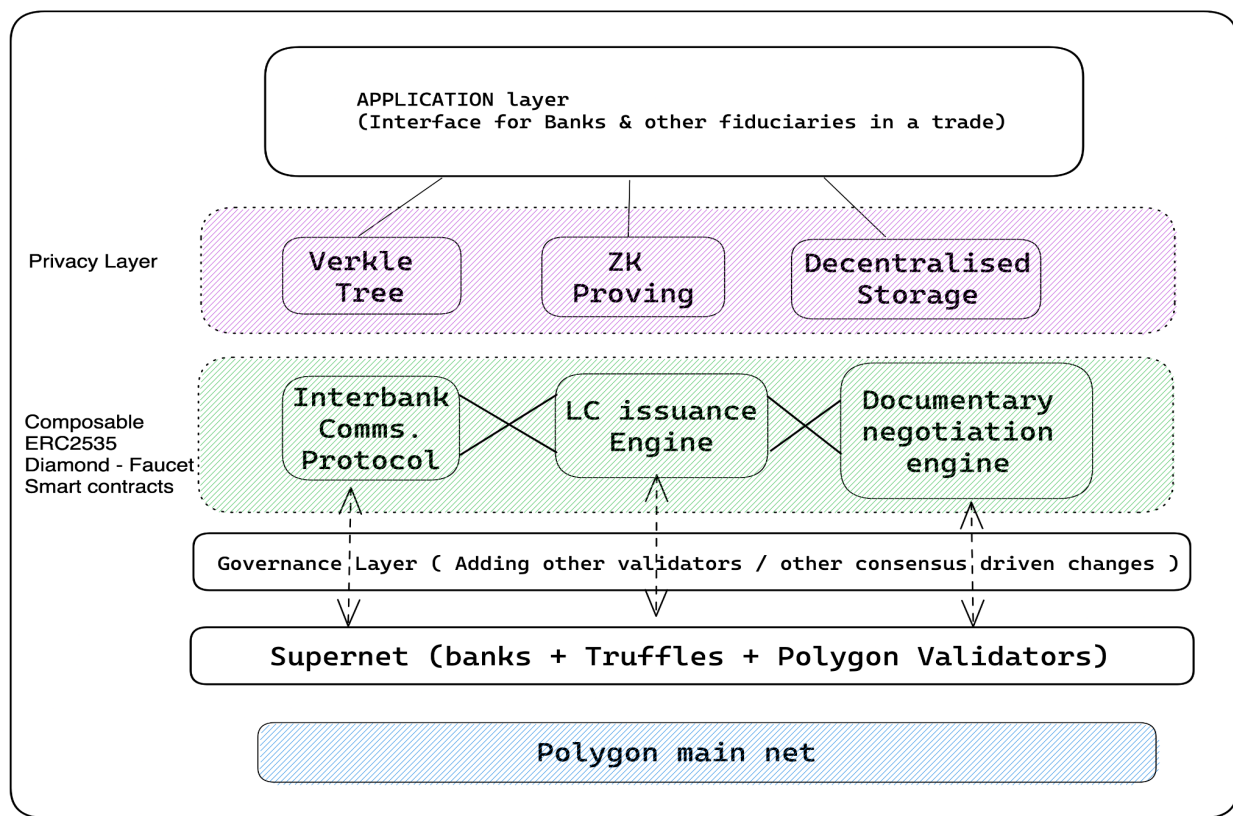 APPLICATION layer
(Interface for Banks & other fiduciaries in a trade)
Privacy Layer
Verkle
Tree
ZK
Proving
Decentralised
Storage
Composable
ERC2535
Diamond - Faucet
Smart contracts
Interbank
Comms.
Protocol
LC issuance
Engine
Documentary
negotiation
engine
Governance Layer ( Adding other validators / other consensus driven changes )
Supernet (banks + Truffles + Polygon Validators)
Polygon main net